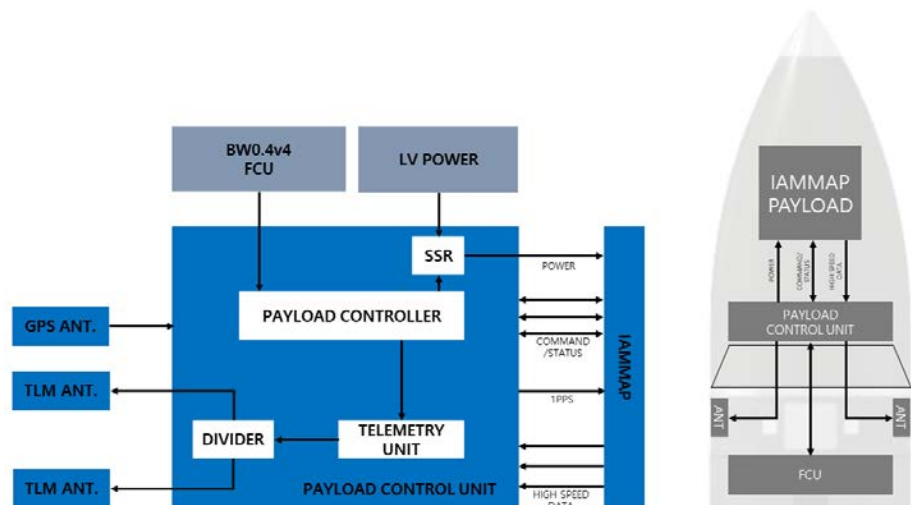 BW0.4v4
FCU
LV POWER
SSR
POWER
PAYLOAD CONTROLLER
GPS ANT.
COMMAND
/STATUS
IAMMAP
TLM ANT.
1PPS
DIVIDER
TELEMETRY
UNIT
TLM ANT.
PAYLOAD CONTROL UNIT
HIGH SPEED
DATA
IAMMAP
PAYLOAD
POWER
COMMAND/
STATUS
HIGH SPEED
DATA
PAYLOAD
CONTROL UNIT
ANT
ANT
FCU